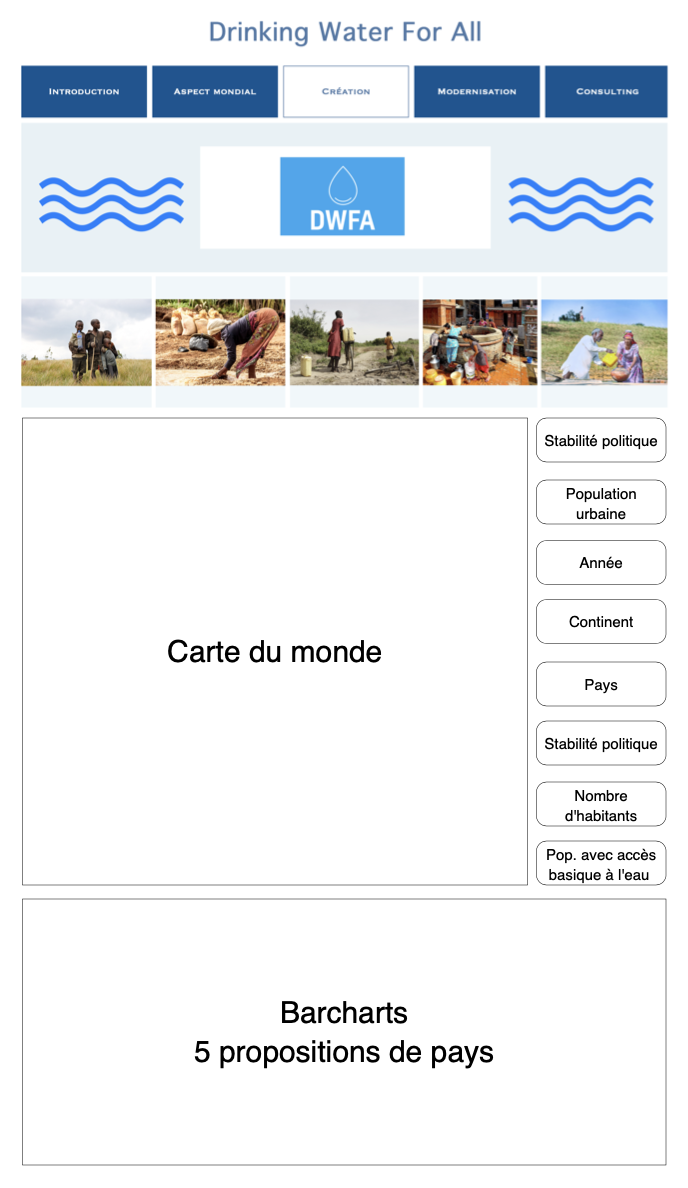 Drinking Water For All
Introduction
Aspect mondial
Création
Modernisation
Consulting
DWFA
Stabilité politique
Population
urbaine
Année
Continent
Carte du monde
Pays
Stabilité politique
Nombre
d'habitants
Pop. avec accès
basique à l'eau
Barcharts
5 propositions de pays